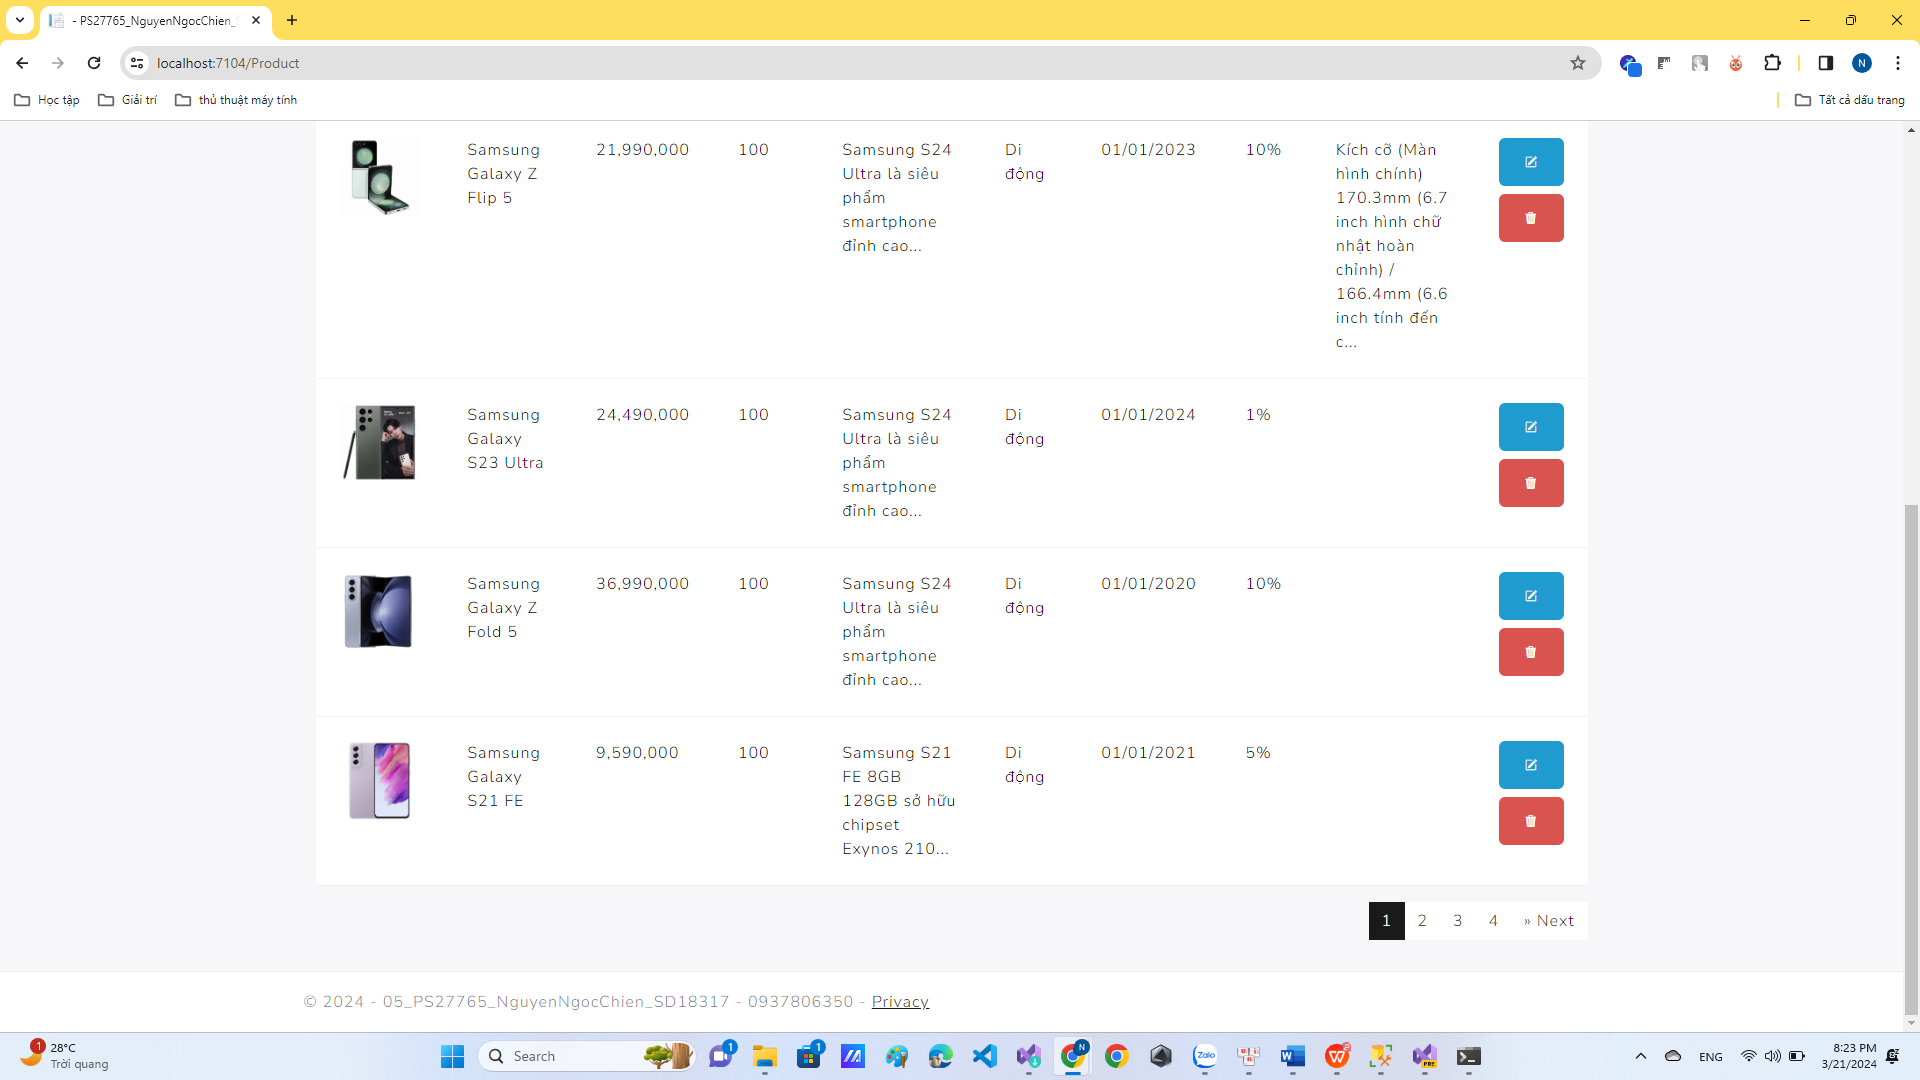 - PS27765_NguyenNgocChien_S
localhost:7104/Product
N
Học tập
Giải trí
thủ thuật máy tính
Tất cả dấu trang
Samsung
Galaxy Z
Flip 5
21,990,000
100
Samsung S24
Ultra là siêu
phẩm
smartphone
đỉnh cao...
Di
động
01/01/2023
10%
Kích cỡ (Màn
hình chính)
170.3mm (6.7
inch hình chữ
nhật hoàn
chỉnh) /
166.4mm (6.6
inch tính đến
c...
Samsung
Galaxy
S23 Ultra
24,490,000
100
Samsung S24
Ultra là siêu
phẩm
smartphone
đỉnh cao...
Di
động
01/01/2024
1%
Samsung
Galaxy Z
Fold 5
36,990,000
100
Samsung S24
Ultra là siêu
phẩm
smartphone
đỉnh cao...
Di
động
01/01/2020
10%
Samsung
Galaxy
S21 FE
9,590,000
100
Samsung S21
FE 8GB
128GB sở hữu
chipset
Exynos 210...
Di
động
01/01/2021
5%
1 2 3 4 » Next
© 2024 - 05_PS27765_NguyenNgocChien_SD18317 - 0937806350 - Privacy
1
28°C
Trời quang
Search
1
1
N
Zalo
PRE
ENG
8:23 PM
3/21/2024